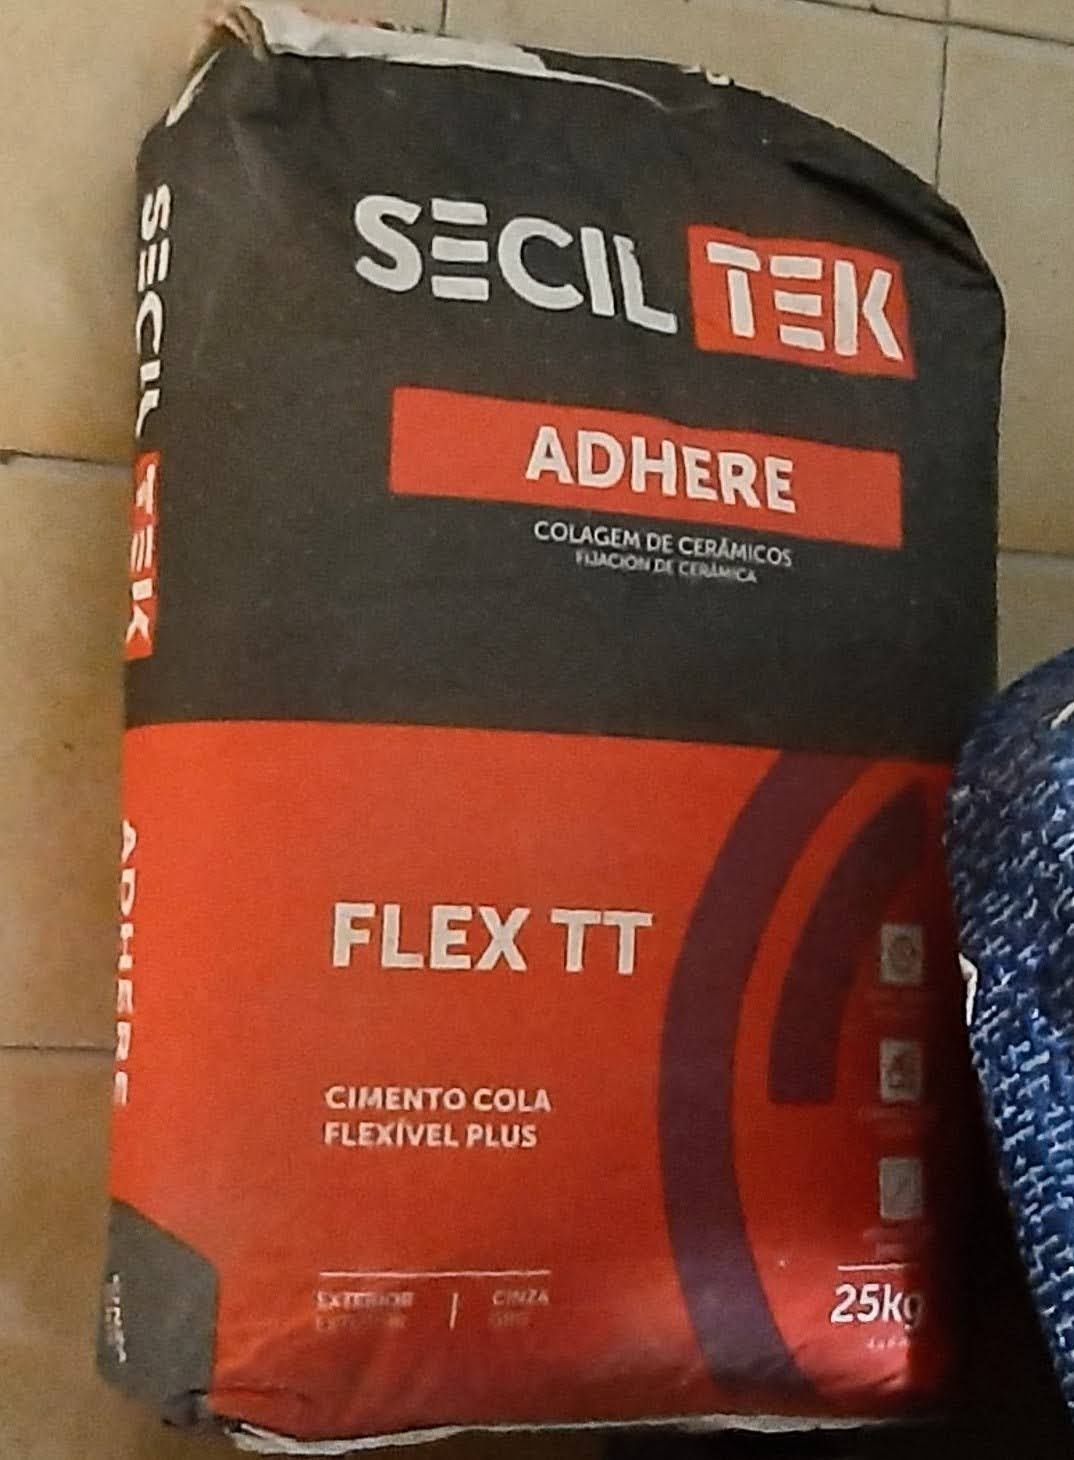 SECIL TEK
ADHERE
COLAGEM DE CERÂMICOS
FIJACION DE CERÁMICA
FLEX TT
CIMENTO COLA
FLEXÍVEL PLUS
EXTERIOR | CINZA
25kg
SECIL TEK
ADHERE